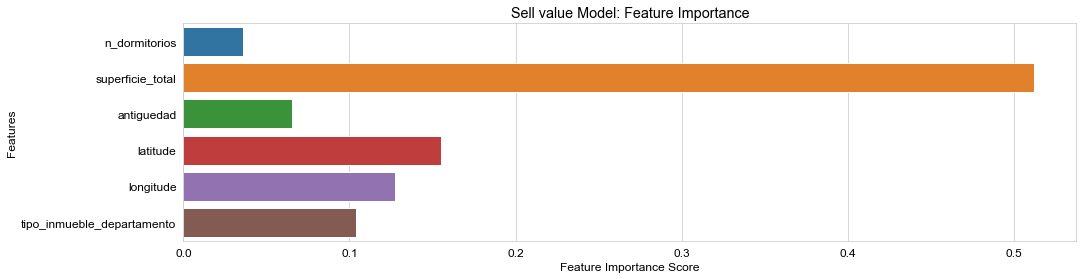 Sell value Model: Feature Importance
Features
n_dormitorios
superficie_total
antiguedad
latitude
longitude
tipo_inmueble_departamento
0.0 0.1 0.2 0.3 0.4 0.5
Feature Importance Score